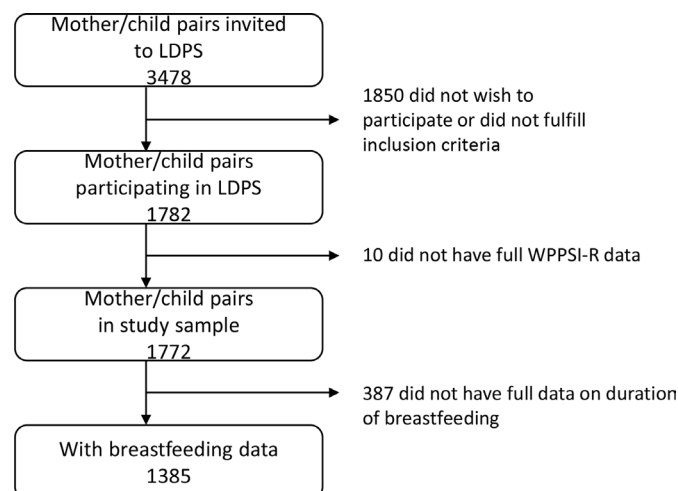 Mother/child pairs invited
to LDPS
3478
1850 did not wish to
participate or did not fulfill
inclusion criteria
Mother/child pairs
participating in LDPS
1782
10 did not have full WPPSI-R data
Mother/child pairs
in study sample
1772
387 did not have full data on duration
of breastfeeding
With breastfeeding data
1385